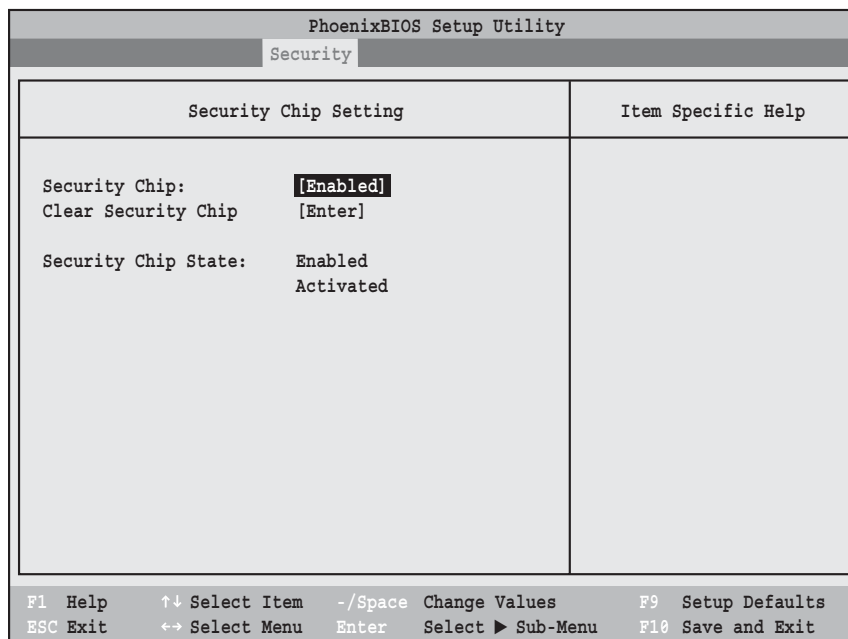 PhoenixBIOS Setup Utility
Security
Security Chip Setting
Item Specific Help
Security Chip: [Enabled]
Clear Security Chip [Enter]
Security Chip State: Enabled
Activated
F1 Help ↑↓ Select Item -/Space Change Values F9 Setup Defaults
ESC Exit ←→ Select Menu Enter Select ▶ Sub-Menu F10 Save and Exit